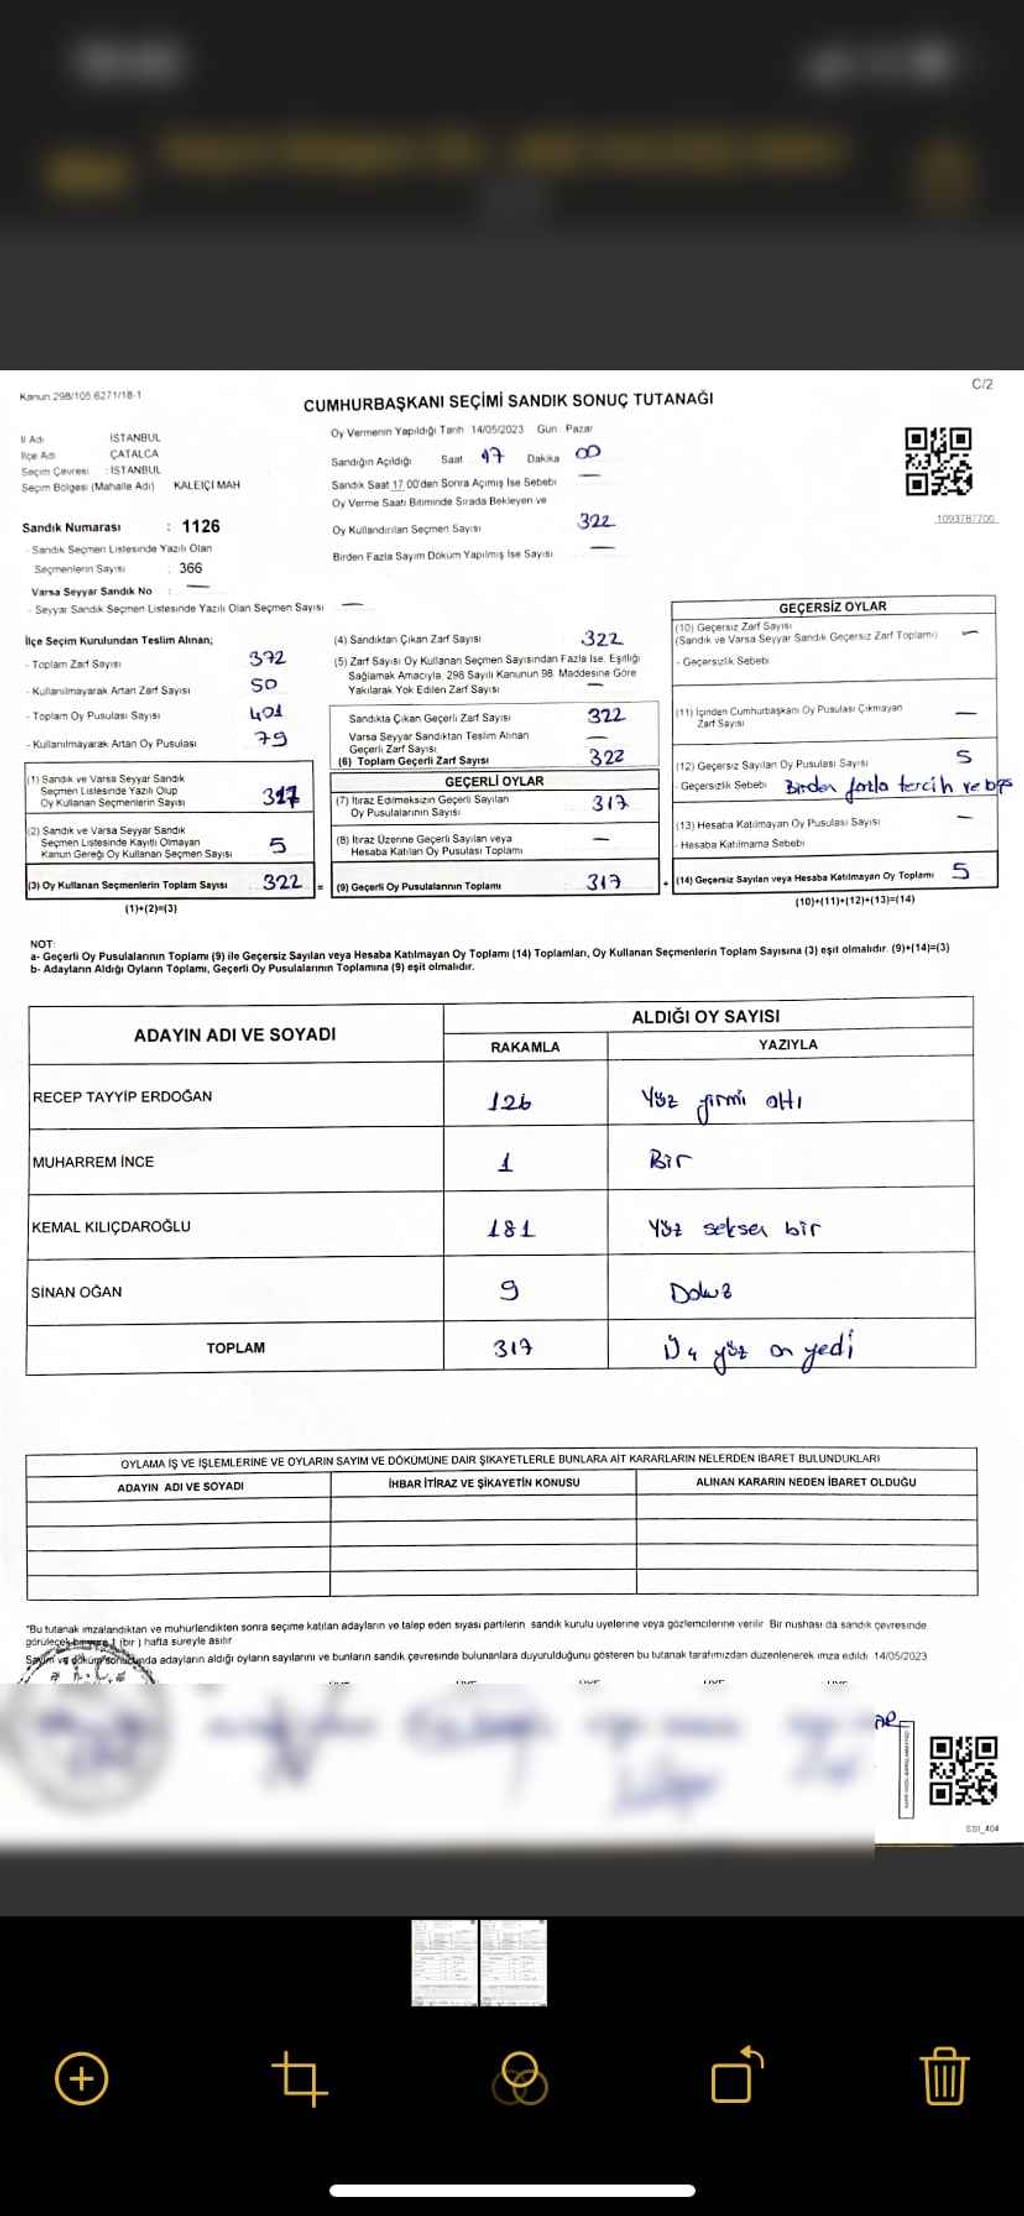 Kanun 298/105 6271/18-1
C/2
CUMHURBAŞKANI SEÇİMİ SANDIK SONUÇ TUTANAĞI
İl Adı İSTANBUL
İlçe Adı ÇATALCA
Seçim Çevresi : İSTANBUL
Seçim Bölgesi (Mahalle Adı) KALEİÇİ MAH
Sandık Numarası : 1126
- Sandık Seçmen Listesinde Yazılı Olan
Seçmenlerin Sayısı : 366
Varsa Seyyar Sandık No : —
- Seyyar Sandık Seçmen Listesinde Yazılı Olan Seçmen Sayısı —
Oy Vermenin Yapıldığı Tarih 14/05/2023 Gün Pazar
Sandığın Açıldığı Saat 17 Dakika 00
Sandık Saat 17.00'den Sonra Açımış İse Sebebi —
Oy Verme Saati Bitiminde Sırada Bekleyen ve
Oy Kullandırılan Seçmen Sayısı 322
Birden Fazla Sayım Döküm Yapılmış İse Sayısı —
1093787700
İlçe Seçim Kurulundan Teslim Alınan;
- Toplam Zarf Sayısı 372
- Kullanılmayarak Artan Zarf Sayısı 50
- Toplam Oy Pusulası Sayısı 401
- Kullanılmayarak Artan Oy Pusulası 79
(1) Sandık ve Varsa Seyyar Sandık
Seçmen Listesinde Yazılı Olup
Oy Kullanan Seçmenlerin Sayısı 317
(2) Sandık ve Varsa Seyyar Sandık
Seçmen Listesinde Kayıtlı Olmayan
Kanun Gereği Oy Kullanan Seçmen Sayısı 5
(3) Oy Kullanan Seçmenlerin Toplam Sayısı 322 =
(1)+(2)=(3)
(4) Sandıktan Çıkan Zarf Sayısı 322
(5) Zarf Sayısı Oy Kullanan Seçmen Sayısından Fazla İse, Eşitliği
Sağlamak Amacıyla, 298 Sayılı Kanunun 98. Maddesine Göre
Yakılarak Yok Edilen Zarf Sayısı —
Sandıkta Çıkan Geçerli Zarf Sayısı 322
Varsa Seyyar Sandıktan Teslim Alınan
Geçerli Zarf Sayısı —
(6) Toplam Geçerli Zarf Sayısı 322
GEÇERLİ OYLAR
(7) İtiraz Edilmeksizin Geçerli Sayılan
Oy Pusulalarının Sayısı 317
(8) İtiraz Üzerine Geçerli Sayılan veya
Hesaba Katılan Oy Pusulası Toplamı —
(9) Geçerli Oy Pusulalarının Toplamı 317 +
GEÇERSİZ OYLAR
(10) Geçersiz Zarf Sayısı
(Sandık ve Varsa Seyyar Sandık Geçersiz Zarf Toplamı) —
- Geçersizlik Sebebi
(11) İçinden Cumhurbaşkanı Oy Pusulası Çıkmayan
Zarf Sayısı —
(12) Geçersiz Sayılan Oy Pusulası Sayısı 5
- Geçersizlik Sebebi Birden fazla tercih ve boş
(13) Hesaba Katılmayan Oy Pusulası Sayısı —
- Hesaba Katılmama Sebebi
(14) Geçersiz Sayılan veya Hesaba Katılmayan Oy Toplamı 5
(10)+(11)+(12)+(13)=(14)
NOT:
a- Geçerli Oy Pusulalarının Toplamı (9) ile Geçersiz Sayılan veya Hesaba Katılmayan Oy Toplamı (14) Toplamları, Oy Kullanan Seçmenlerin Toplam Sayısına (3) eşit olmalıdır. (9)+(14)=(3)
b- Adayların Aldığı Oyların Toplamı, Geçerli Oy Pusulalarının Toplamına (9) eşit olmalıdır.
ADAYIN ADI VE SOYADI
ALDIĞI OY SAYISI
RAKAMLA YAZIYLA
RECEP TAYYİP ERDOĞAN 126 Yüz yirmi altı
MUHARREM İNCE 1 Bir
KEMAL KILIÇDAROĞLU 181 Yüz seksen bir
SİNAN OĞAN 9 Dokuz
TOPLAM 317 Üç yüz on yedi
OYLAMA İŞ VE İŞLEMLERİNE VE OYLARIN SAYIM VE DÖKÜMÜNE DAİR ŞİKAYETLERLE BUNLARA AİT KARARLARIN NELERDEN İBARET BULUNDUKLARI
ADAYIN ADI VE SOYADI İHBAR İTİRAZ VE ŞİKAYETİN KONUSU ALINAN KARARIN NEDEN İBARET OLDUĞU
*Bu tutanak imzalandıktan ve mühürlendikten sonra seçime katılan adayların ve talep eden siyasi partilerin sandık kurulu üyelerine veya gözlemcilerine verilir. Bir nüshası da sandık çevresinde
görülecek bir yere 1 (bir) hafta süreyle asılır
Sayım ve döküm sonucunda adayların aldığı oyların sayılarını ve bunların sandık çevresinde bulunanlara duyurulduğunu gösteren bu tutanak tarafımızdan düzenlenerek imza edildi 14/05/2023
SSI_404